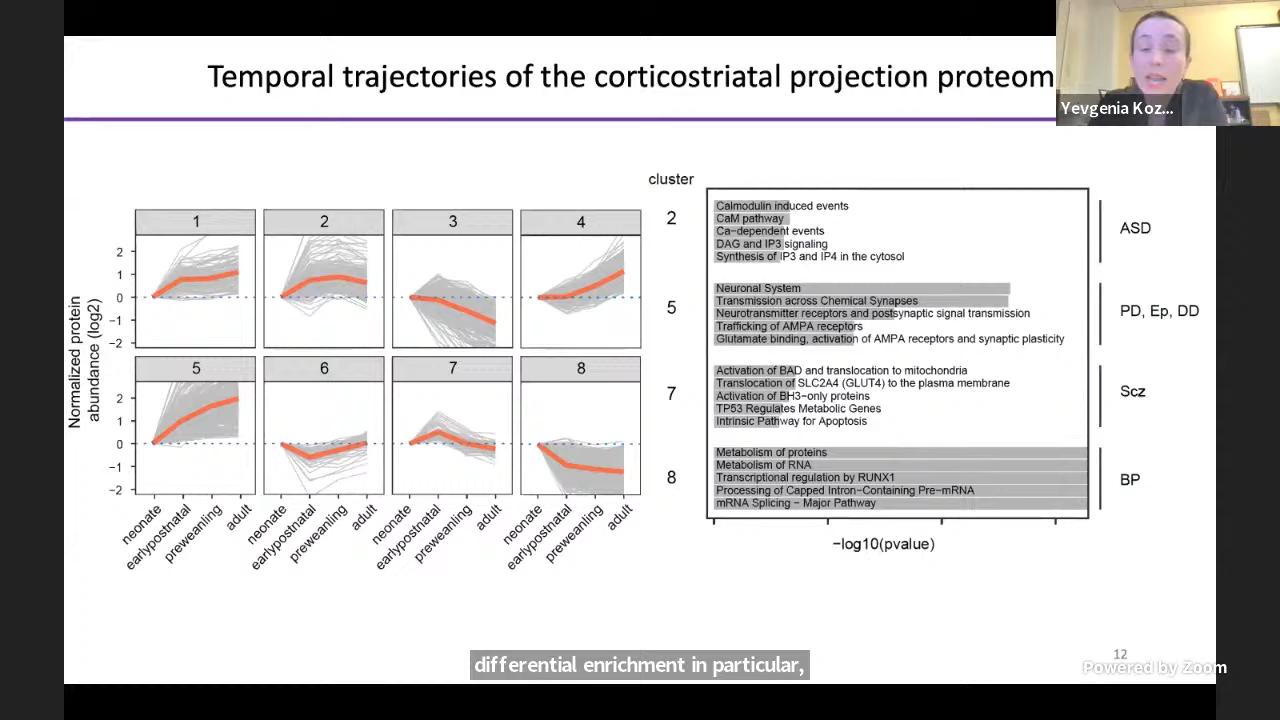 Temporal trajectories of the corticostriatal projection proteom
Yevgenia Koz...
cluster
1
2
3
4
5
6
7
8
Normalized protein
abundance (log2)
2
1
0
−1
−2
2
1
0
−1
−2
neonate
earlypostnatal
preweanling
adult
neonate
earlypostnatal
preweanling
adult
neonate
earlypostnatal
preweanling
adult
neonate
earlypostnatal
preweanling
adult
2
Calmodulin induced events
CaM pathway
Ca−dependent events
DAG and IP3 signaling
Synthesis of IP3 and IP4 in the cytosol
ASD
5
Neuronal System
Transmission across Chemical Synapses
Neurotransmitter receptors and postsynaptic signal transmission
Trafficking of AMPA receptors
Glutamate binding, activation of AMPA receptors and synaptic plasticity
PD, Ep, DD
7
Activation of BAD and translocation to mitochondria
Translocation of SLC2A4 (GLUT4) to the plasma membrane
Activation of BH3−only proteins
TP53 Regulates Metabolic Genes
Intrinsic Pathway for Apoptosis
Scz
8
Metabolism of proteins
Metabolism of RNA
Transcriptional regulation by RUNX1
Processing of Capped Intron−Containing Pre−mRNA
mRNA Splicing − Major Pathway
BP
−log10(pvalue)
differential enrichment in particular,
12
Powered by Zoom